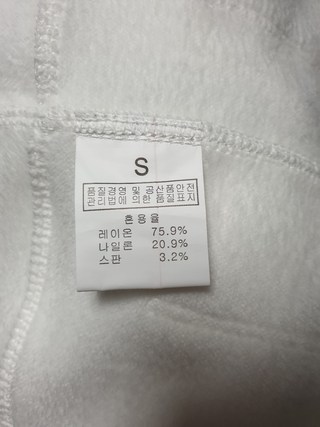 S
품질경영 및 공산품안전
관리법에 의한 품질표지
혼용율
레이온 75.9%
나일론 20.9%
스판 3.2%